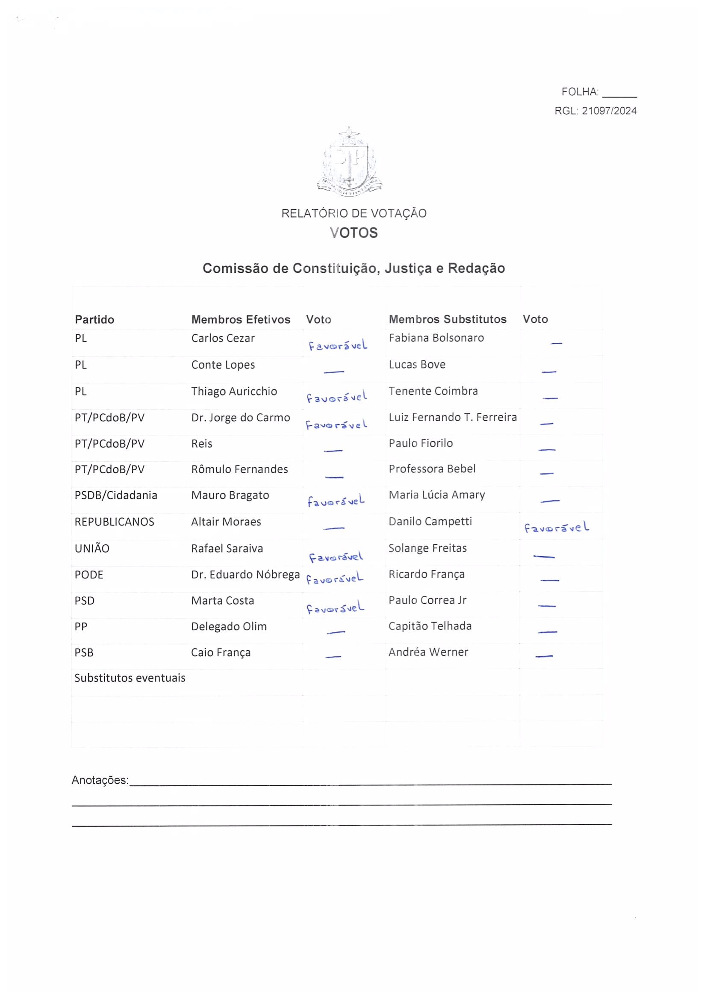 FOLHA: ______
RGL: 21097/2024
RELATÓRIO DE VOTAÇÃO
VOTOS
Comissão de Constituição, Justiça e Redação
Partido Membros Efetivos Voto Membros Substitutos Voto
PL Carlos Cezar Favorável Fabiana Bolsonaro —
PL Conte Lopes — Lucas Bove —
PL Thiago Auricchio Favorável Tenente Coimbra —
PT/PCdoB/PV Dr. Jorge do Carmo Favorável Luiz Fernando T. Ferreira —
PT/PCdoB/PV Reis — Paulo Fiorilo —
PT/PCdoB/PV Rômulo Fernandes — Professora Bebel —
PSDB/Cidadania Mauro Bragato Favorável Maria Lúcia Amary —
REPUBLICANOS Altair Moraes — Danilo Campetti Favorável
UNIÃO Rafael Saraiva Favorável Solange Freitas —
PODE Dr. Eduardo Nóbrega Favorável Ricardo França —
PSD Marta Costa Favorável Paulo Correa Jr —
PP Delegado Olim — Capitão Telhada —
PSB Caio França — Andréa Werner —
Substitutos eventuais
Anotações: